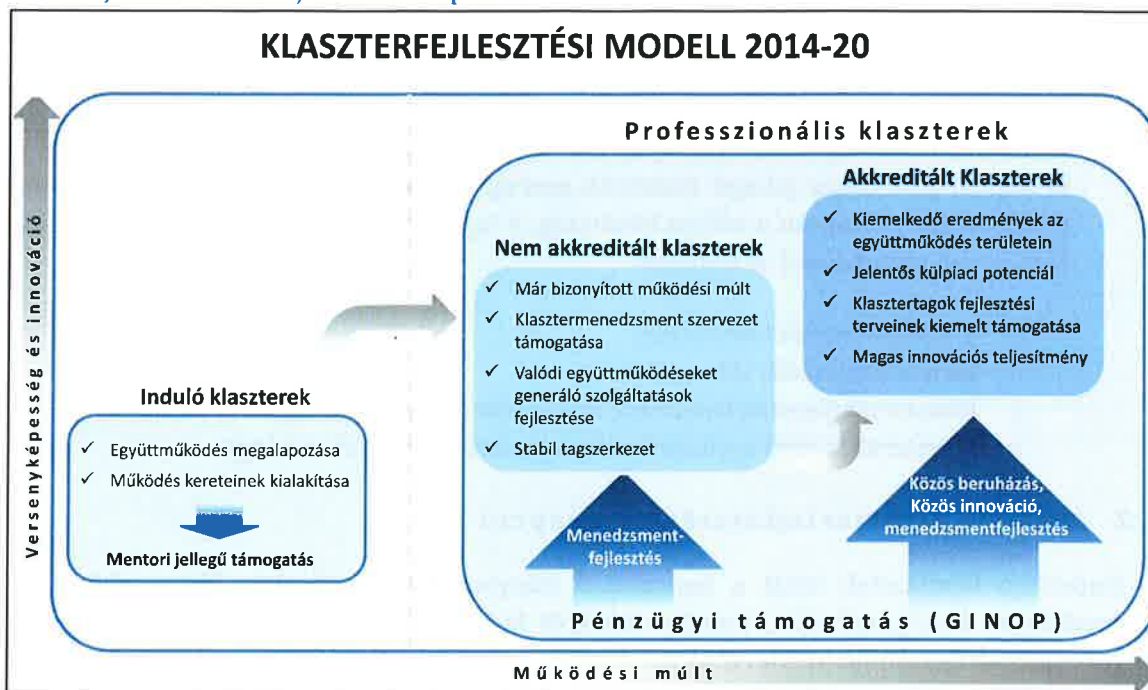 KLASZTERFEJLESZTÉSI MODELL 2014-20
Versenyképesség és innováció
Professzionális klaszterek
Akkreditált Klaszterek
✓ Kiemelkedő eredmények az
együttműködés területein
✓ Jelentős külpiaci potenciál
✓ Klasztertagok fejlesztési
terveinek kiemelt támogatása
✓ Magas innovációs teljesítmény
Nem akkreditált klaszterek
✓ Már bizonyított működési múlt
✓ Klasztermenedzsment szervezet
támogatása
✓ Valódi együttműködéseket
generáló szolgáltatások
fejlesztése
✓ Stabil tagszerkezet
Induló klaszterek
✓ Együttműködés megalapozása
✓ Működés kereteinek kialakítása
Mentori jellegű támogatás
Menedzsment-
fejlesztés
Közös beruházás,
Közös innováció,
menedzsmentfejlesztés
Pénzügyi támogatás (GINOP)
Működési múlt